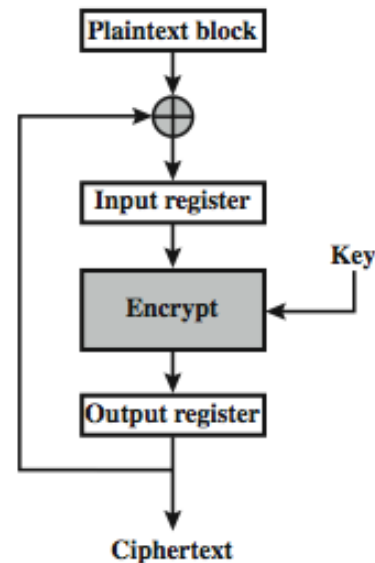 Plaintext block
Input register
Key
Encrypt
Output register
Ciphertext